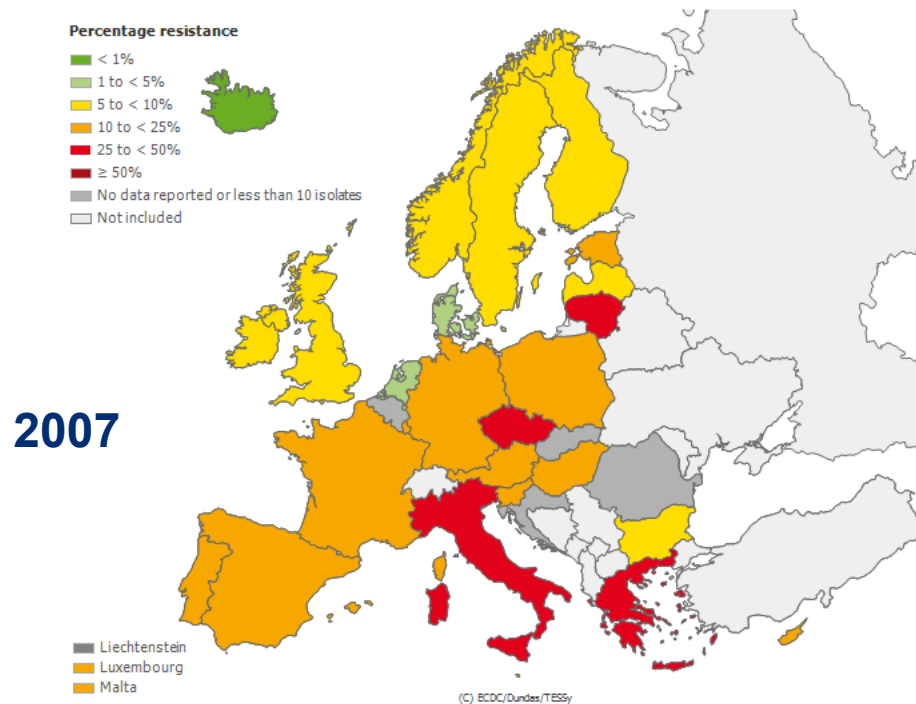 Percentage resistance
< 1%
1 to < 5%
5 to < 10%
10 to < 25%
25 to < 50%
≥ 50%
No data reported or less than 10 isolates
Not included
2007
Liechtenstein
Luxembourg
Malta
(C) ECDC/Dundas/TESSy